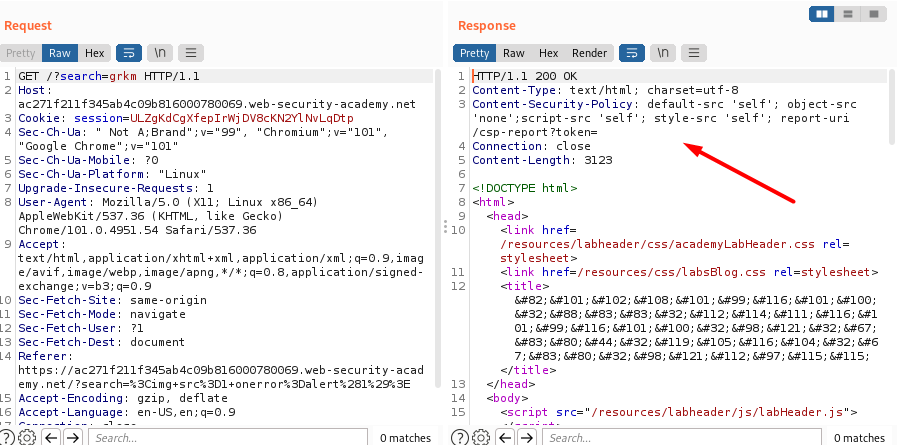 Request
Pretty Raw Hex \n
1 GET /?search=grkm HTTP/1.1
2 Host:
ac271f211f345ab4c09b816000780069.web-security-academy.net
3 Cookie: session=ULZgKdCgXfepIrWjDV8cKN2YlNvLqDtp
4 Sec-Ch-Ua: " Not A;Brand";v="99", "Chromium";v="101",
"Google Chrome";v="101"
5 Sec-Ch-Ua-Mobile: ?0
6 Sec-Ch-Ua-Platform: "Linux"
7 Upgrade-Insecure-Requests: 1
8 User-Agent: Mozilla/5.0 (X11; Linux x86_64)
AppleWebKit/537.36 (KHTML, like Gecko)
Chrome/101.0.4951.54 Safari/537.36
9 Accept:
text/html,application/xhtml+xml,application/xml;q=0.9,imag
e/avif,image/webp,image/apng,*/*;q=0.8,application/signed-
exchange;v=b3;q=0.9
10 Sec-Fetch-Site: same-origin
11 Sec-Fetch-Mode: navigate
12 Sec-Fetch-User: ?1
13 Sec-Fetch-Dest: document
14 Referer:
https://ac271f211f345ab4c09b816000780069.web-security-acad
emy.net/?search=%3Cimg+src%3D1+onerror%3Dalert%281%29%3E
15 Accept-Encoding: gzip, deflate
16 Accept-Language: en-US,en;q=0.9
17 Connection: close
Search... 0 matches
Response
Pretty Raw Hex Render \n
1 HTTP/1.1 200 OK
2 Content-Type: text/html; charset=utf-8
3 Content-Security-Policy: default-src 'self'; object-src
'none';script-src 'self'; style-src 'self'; report-uri
/csp-report?token=
4 Connection: close
5 Content-Length: 3123
6
7 <!DOCTYPE html>
8 <html>
9 <head>
10 <link href=
/resources/labheader/css/academyLabHeader.css rel=
stylesheet>
11 <link href=/resources/css/labsBlog.css rel=stylesheet>
12 <title>
&#82;&#101;&#102;&#108;&#101;&#99;&#116;&#101;&#100;
&#32;&#88;&#83;&#83;&#32;&#112;&#114;&#111;&#116;&#1
01;&#99;&#116;&#101;&#100;&#32;&#98;&#121;&#32;&#67;
&#83;&#80;&#44;&#32;&#119;&#105;&#116;&#104;&#32;&#6
7;&#83;&#80;&#32;&#98;&#121;&#112;&#97;&#115;&#115;
</title>
13 </head>
14 <body>
15 <script src="/resources/labheader/js/labHeader.js">
</script>
Search... 0 matches